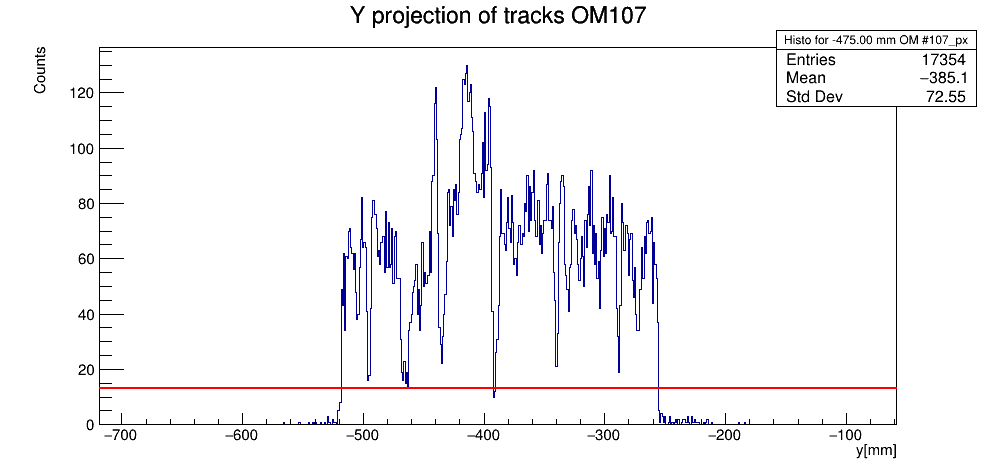 Y projection of tracks OM107
Histo for -475.00 mm OM #107_px
Entries 17354
Mean −385.1
Std Dev 72.55
Counts
120
100
80
60
40
20
0
−700 −600 −500 −400 −300 −200 −100
y[mm]